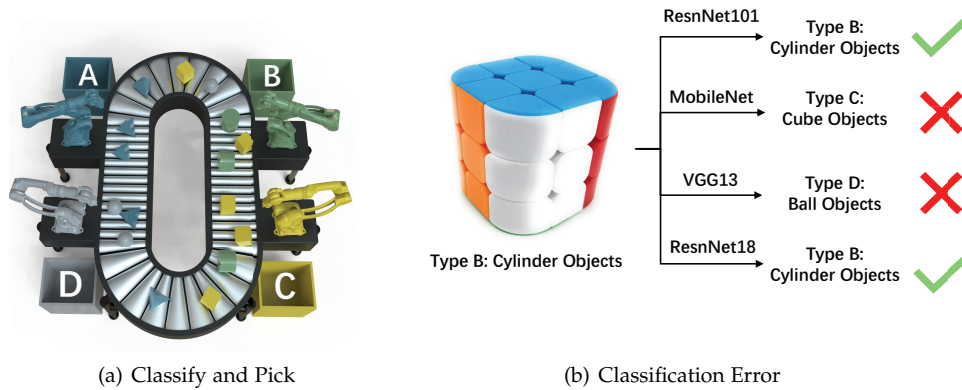 A
B
D
C
(a) Classify and Pick
Type B: Cylinder Objects
ResnNet101
Type B:
Cylinder Objects
MobileNet
Type C:
Cube Objects
VGG13
Type D:
Ball Objects
ResnNet18
Type B:
Cylinder Objects
(b) Classification Error